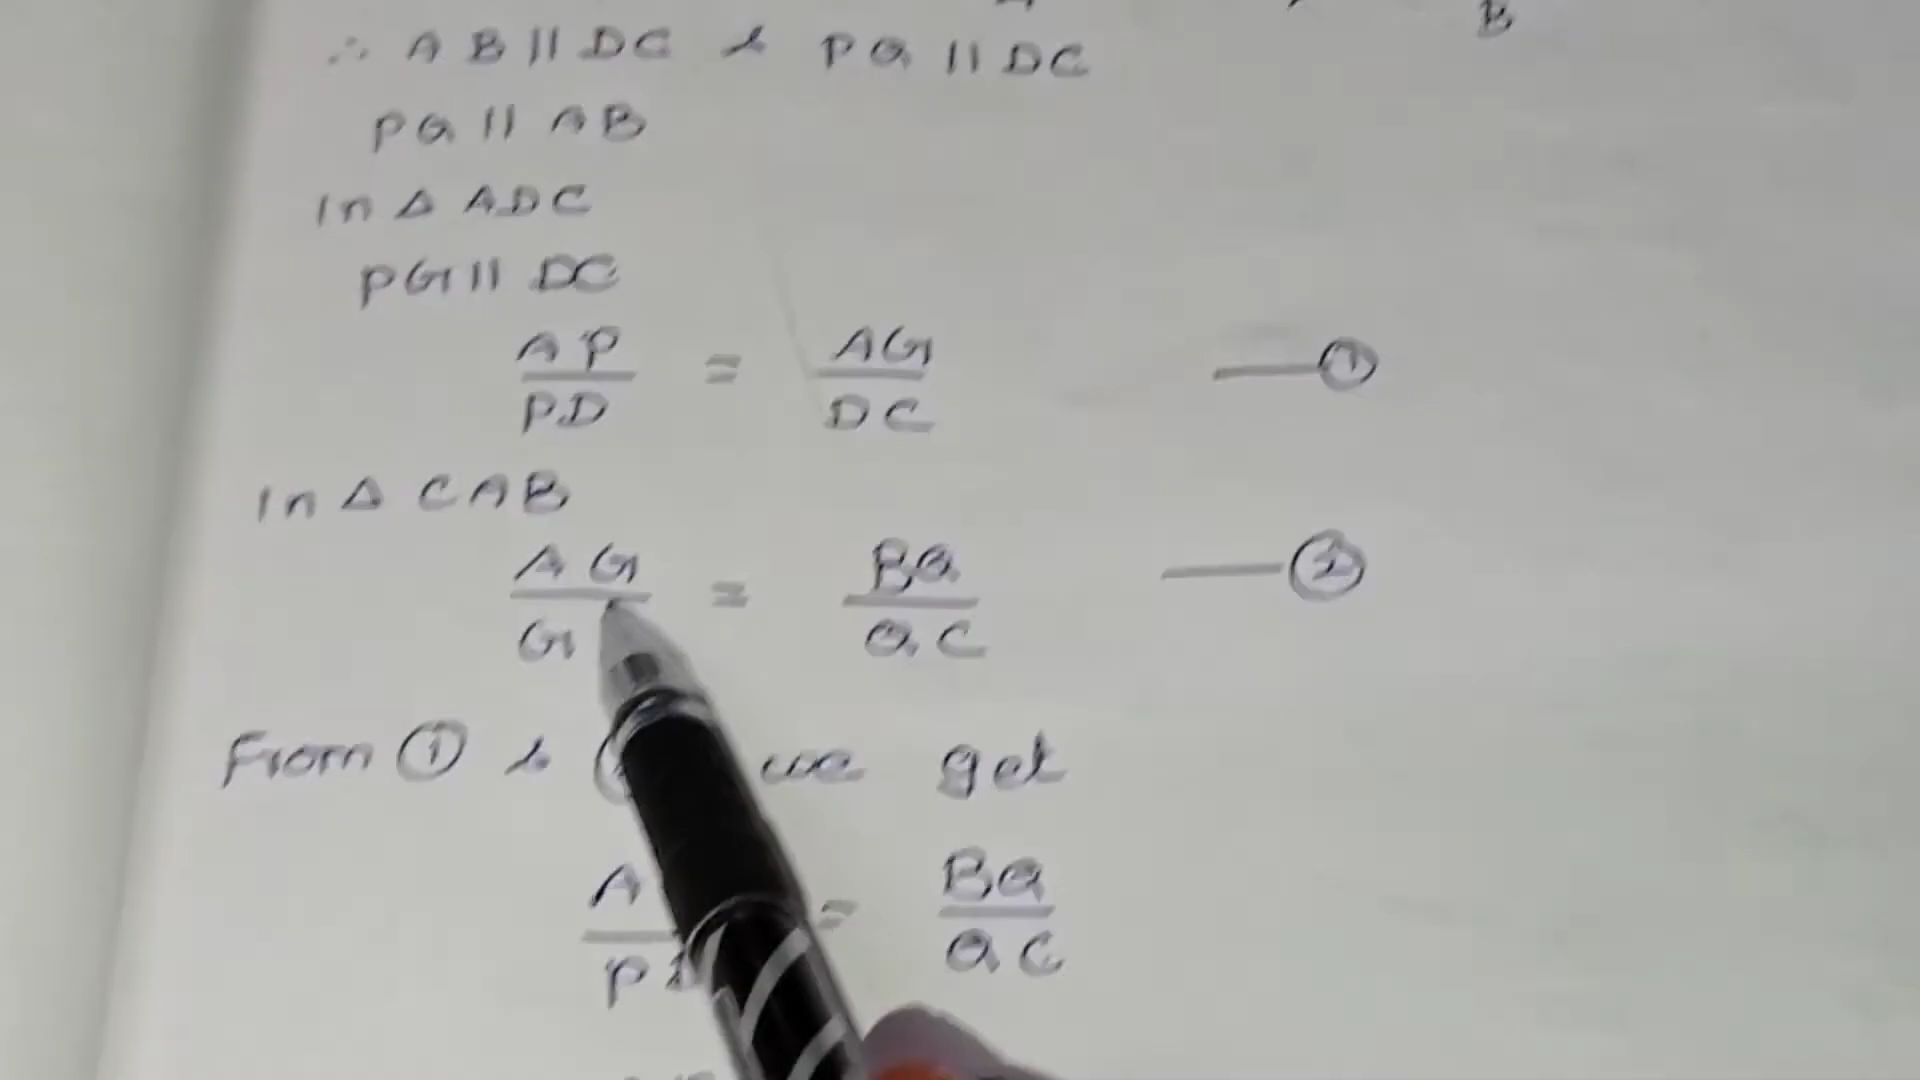 B
∴ AB || DC & PQ || DC
PQ || AB
In Δ ADC
PG || DC
AP/PD = AG/DC —①
In Δ CAB
AG/G = BQ/QC —②
From ① & we get
A/P = BQ/QC